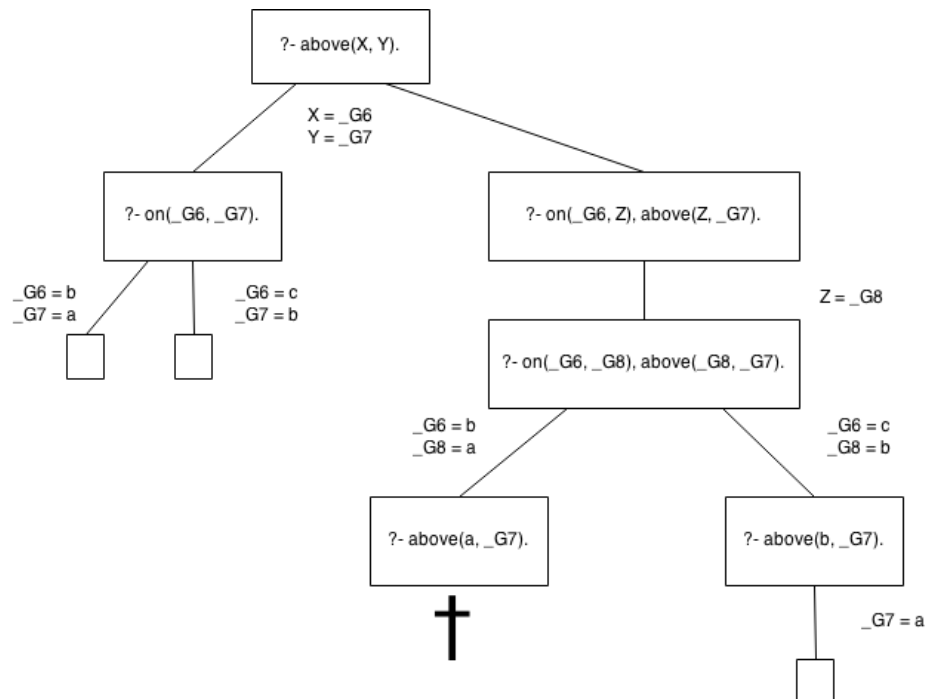 ?- above(X, Y).
X = _G6
Y = _G7
?- on(_G6, _G7).
?- on(_G6, Z), above(Z, _G7).
_G6 = b
_G7 = a
_G6 = c
_G7 = b
Z = _G8
?- on(_G6, _G8), above(_G8, _G7).
_G6 = b
_G8 = a
_G6 = c
_G8 = b
?- above(a, _G7).
?- above(b, _G7).
_G7 = a